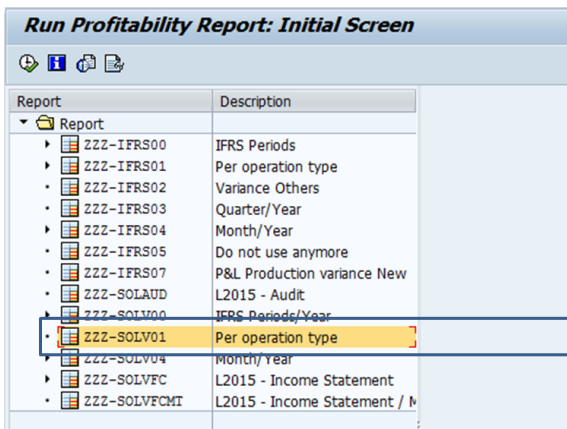 Run Profitability Report: Initial Screen
Report Description
Report
ZZZ-IFRS00 IFRS Periods
ZZZ-IFRS01 Per operation type
ZZZ-IFRS02 Variance Others
ZZZ-IFRS03 Quarter/Year
ZZZ-IFRS04 Month/Year
ZZZ-IFRS05 Do not use anymore
ZZZ-IFRS07 P&L Production variance New
ZZZ-SOLAUD L2015 - Audit
ZZZ-SOLV00 IFRS Periods/Year
ZZZ-SOLV01 Per operation type
ZZZ-SOLV04 Month/Year
ZZZ-SOLVFC L2015 - Income Statement
ZZZ-SOLVFCMT L2015 - Income Statement / M